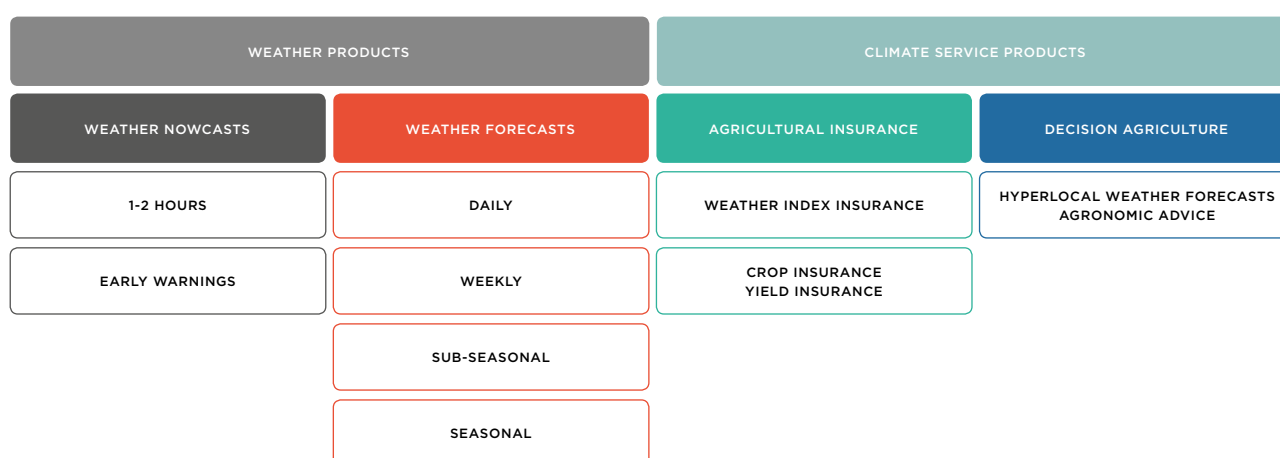 WEATHER PRODUCTS
CLIMATE SERVICE PRODUCTS
WEATHER NOWCASTS
WEATHER FORECASTS
AGRICULTURAL INSURANCE
DECISION AGRICULTURE
1-2 HOURS
DAILY
WEATHER INDEX INSURANCE
HYPERLOCAL WEATHER FORECASTS
AGRONOMIC ADVICE
EARLY WARNINGS
WEEKLY
CROP INSURANCE
YIELD INSURANCE
SUB-SEASONAL
SEASONAL